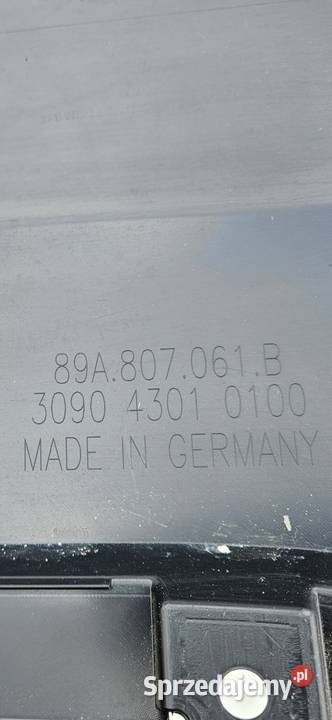 89A.807.061.B
3090 4301 0100
MADE IN GERMANY
Sprzedajemy.pl